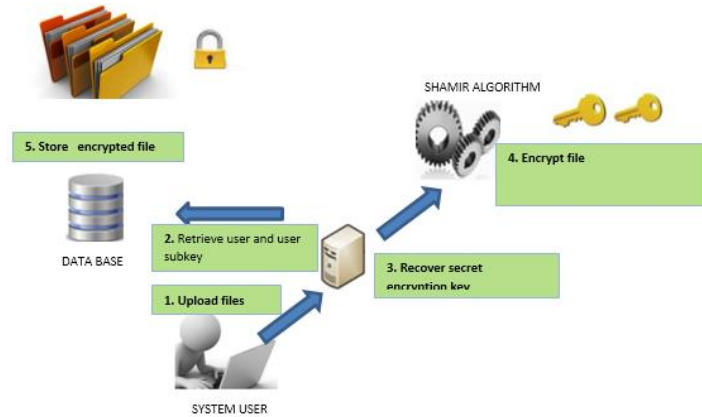 SHAMIR ALGORITHM
5. Store encrypted file
4. Encrypt file
2. Retrieve user and user
subkey
DATA BASE
3. Recover secret
encryption key
1. Upload files
SYSTEM USER